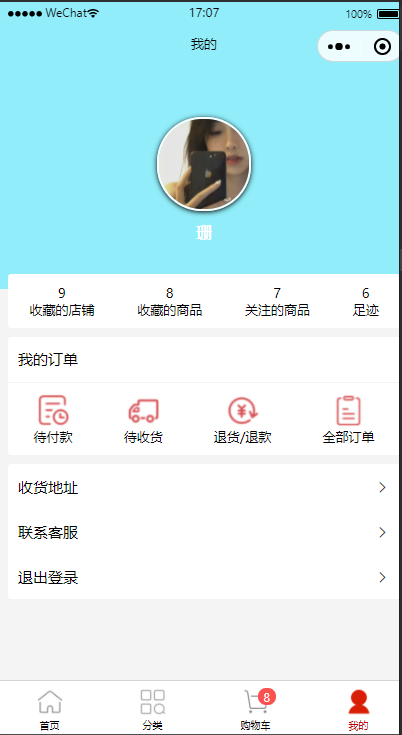 WeChat 17:07 100%
我的
珊
9 8 7 6
收藏的店铺 收藏的商品 关注的商品 足迹
我的订单
待付款 待收货 退货/退款 全部订单
收货地址
联系客服
退出登录
8
首页 分类 购物车 我的